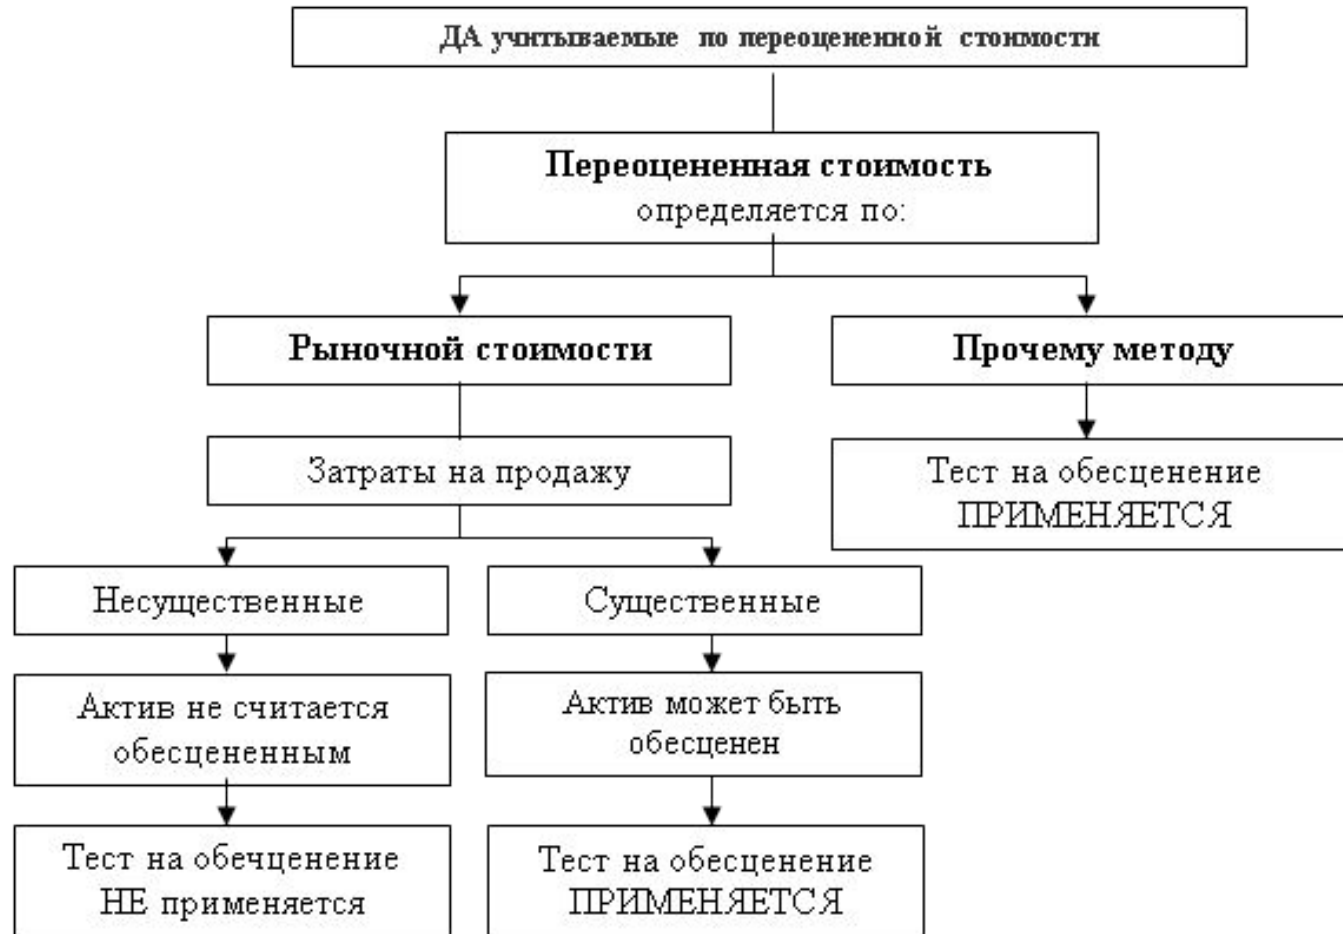 ДА учитываемые по переоцененной стоимости
Переоцененная стоимость
определяется по:
Рыночной стоимости
Прочему методу
Затраты на продажу
Тест на обесценение
ПРИМЕНЯЕТСЯ
Несущественные
Существенные
Актив не считается
обесцененным
Актив может быть
обесценен
Тест на обечценение
НЕ применяется
Тест на обесценение
ПРИМЕНЯЕТСЯ